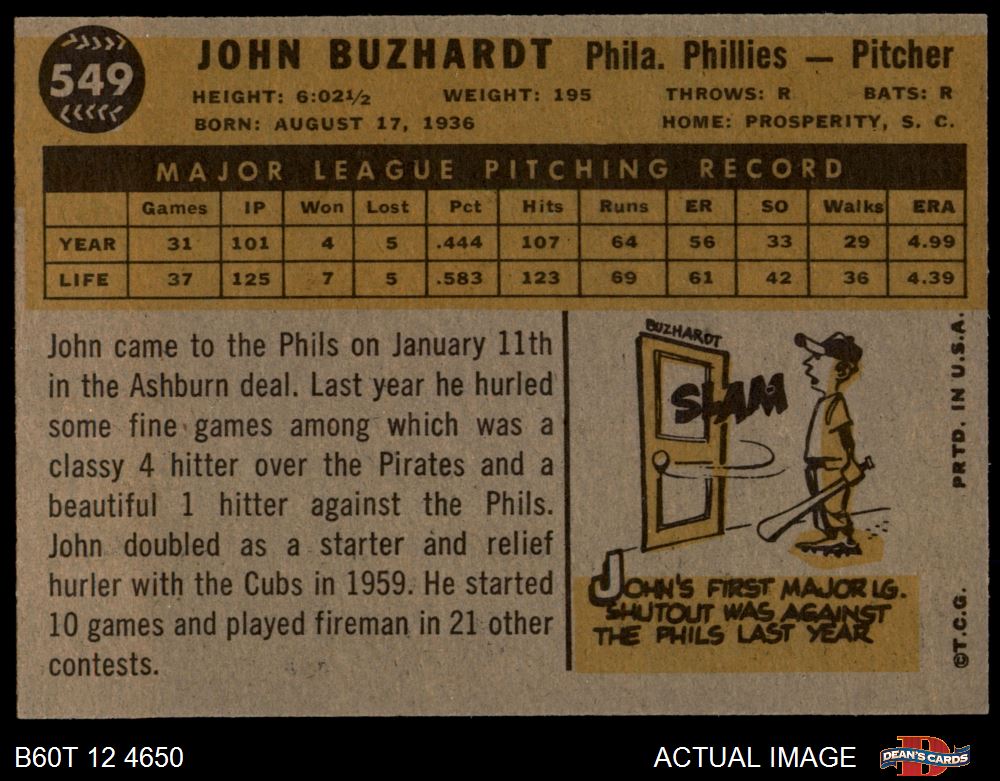 549
JOHN BUZHARDT Phila. Phillies — Pitcher
HEIGHT: 6:02½ WEIGHT: 195 THROWS: R BATS: R
BORN: AUGUST 17, 1936 HOME: PROSPERITY, S. C.
MAJOR LEAGUE PITCHING RECORD
Games IP Won Lost Pct Hits Runs ER SO Walks ERA
YEAR 31 101 4 5 .444 107 64 56 33 29 4.99
LIFE 37 125 7 5 .583 123 69 61 42 36 4.39
John came to the Phils on January 11th
in the Ashburn deal. Last year he hurled
some fine games among which was a
classy 4 hitter over the Pirates and a
beautiful 1 hitter against the Phils.
John doubled as a starter and relief
hurler with the Cubs in 1959. He started
10 games and played fireman in 21 other
contests.
BUZHARDT
SLAM
JOHN'S FIRST MAJOR LG.
SHUTOUT WAS AGAINST
THE PHILS LAST YEAR
©T.C.G. PRTD. IN U.S.A.
B60T 12 4650 ACTUAL IMAGE DEAN'S CARDS